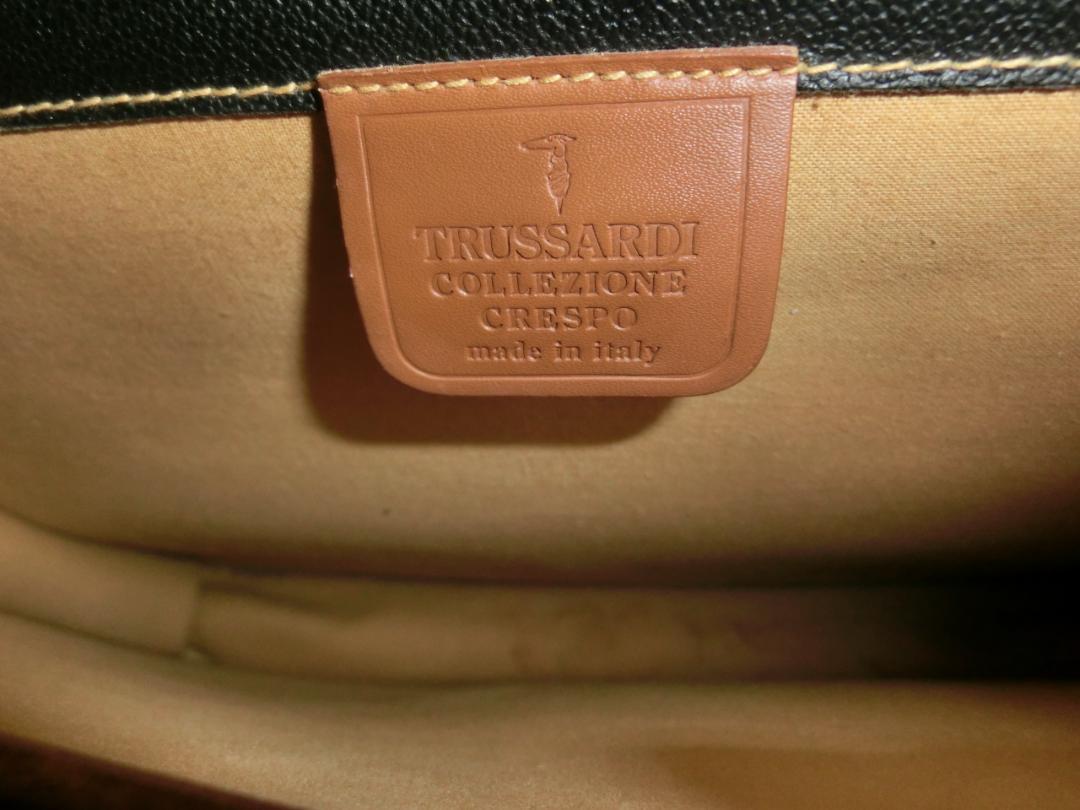 TRUSSARDI
COLLEZIONE
CRESPO
made in italy